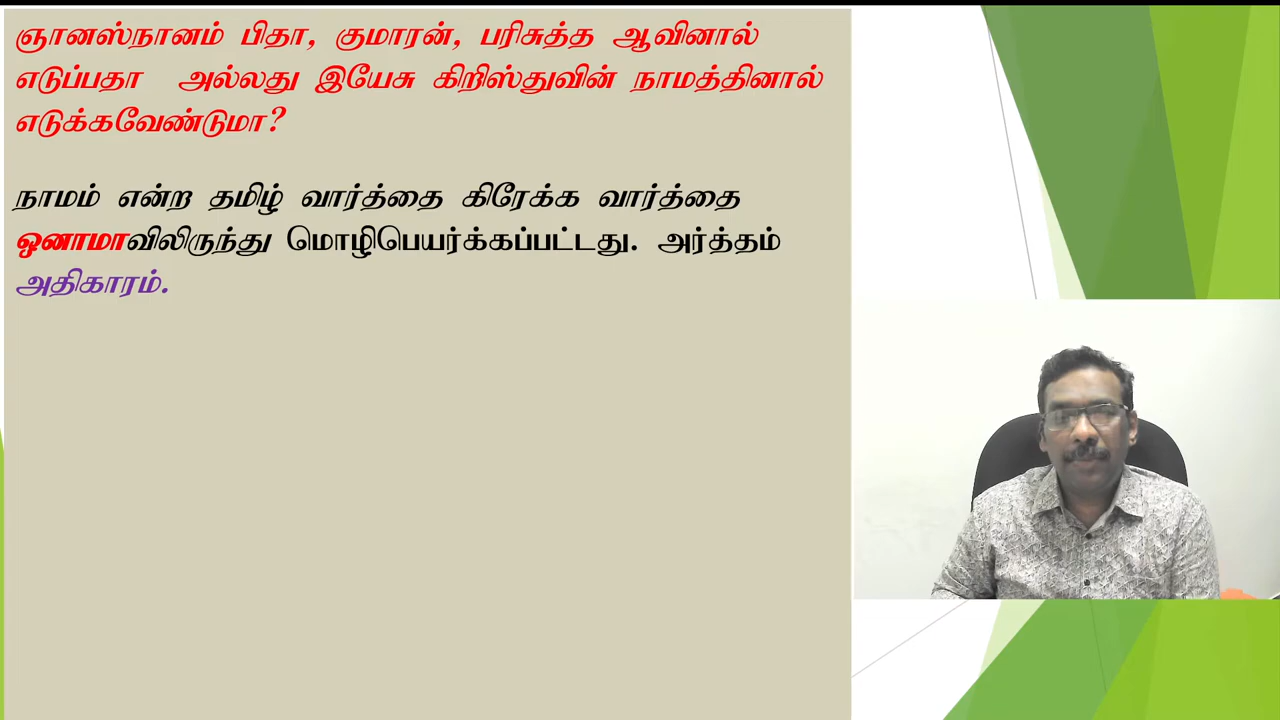 ஞானஸ்நானம் பிதா, குமாரன், பரிசுத்த ஆவினால்
எடுப்பதா அல்லது இயேசு கிறிஸ்துவின் நாமத்தினால்
எடுக்கவேண்டுமா?
நாமம் என்ற தமிழ் வார்த்தை கிரேக்க வார்த்தை
ஒனாமாவிலிருந்து மொழிபெயர்க்கப்பட்டது. அர்த்தம்
அதிகாரம்.